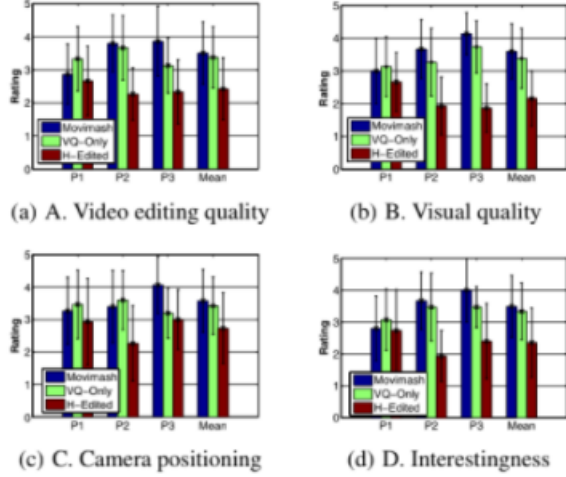 5
4
3
2
1
0
Rating
Movimash
VQ-Only
H-Edited
P1 P2 P3 Mean
(a) A. Video editing quality
5
4
3
2
1
0
Rating
Movimash
VQ-Only
H-Edited
P1 P2 P3 Mean
(b) B. Visual quality
5
4
3
2
1
0
Rating
Movimash
VQ-Only
H-Edited
P1 P2 P3 Mean
(c) C. Camera positioning
5
4
3
2
1
0
Rating
Movimash
VQ-Only
H-Edited
P1 P2 P3 Mean
(d) D. Interestingness